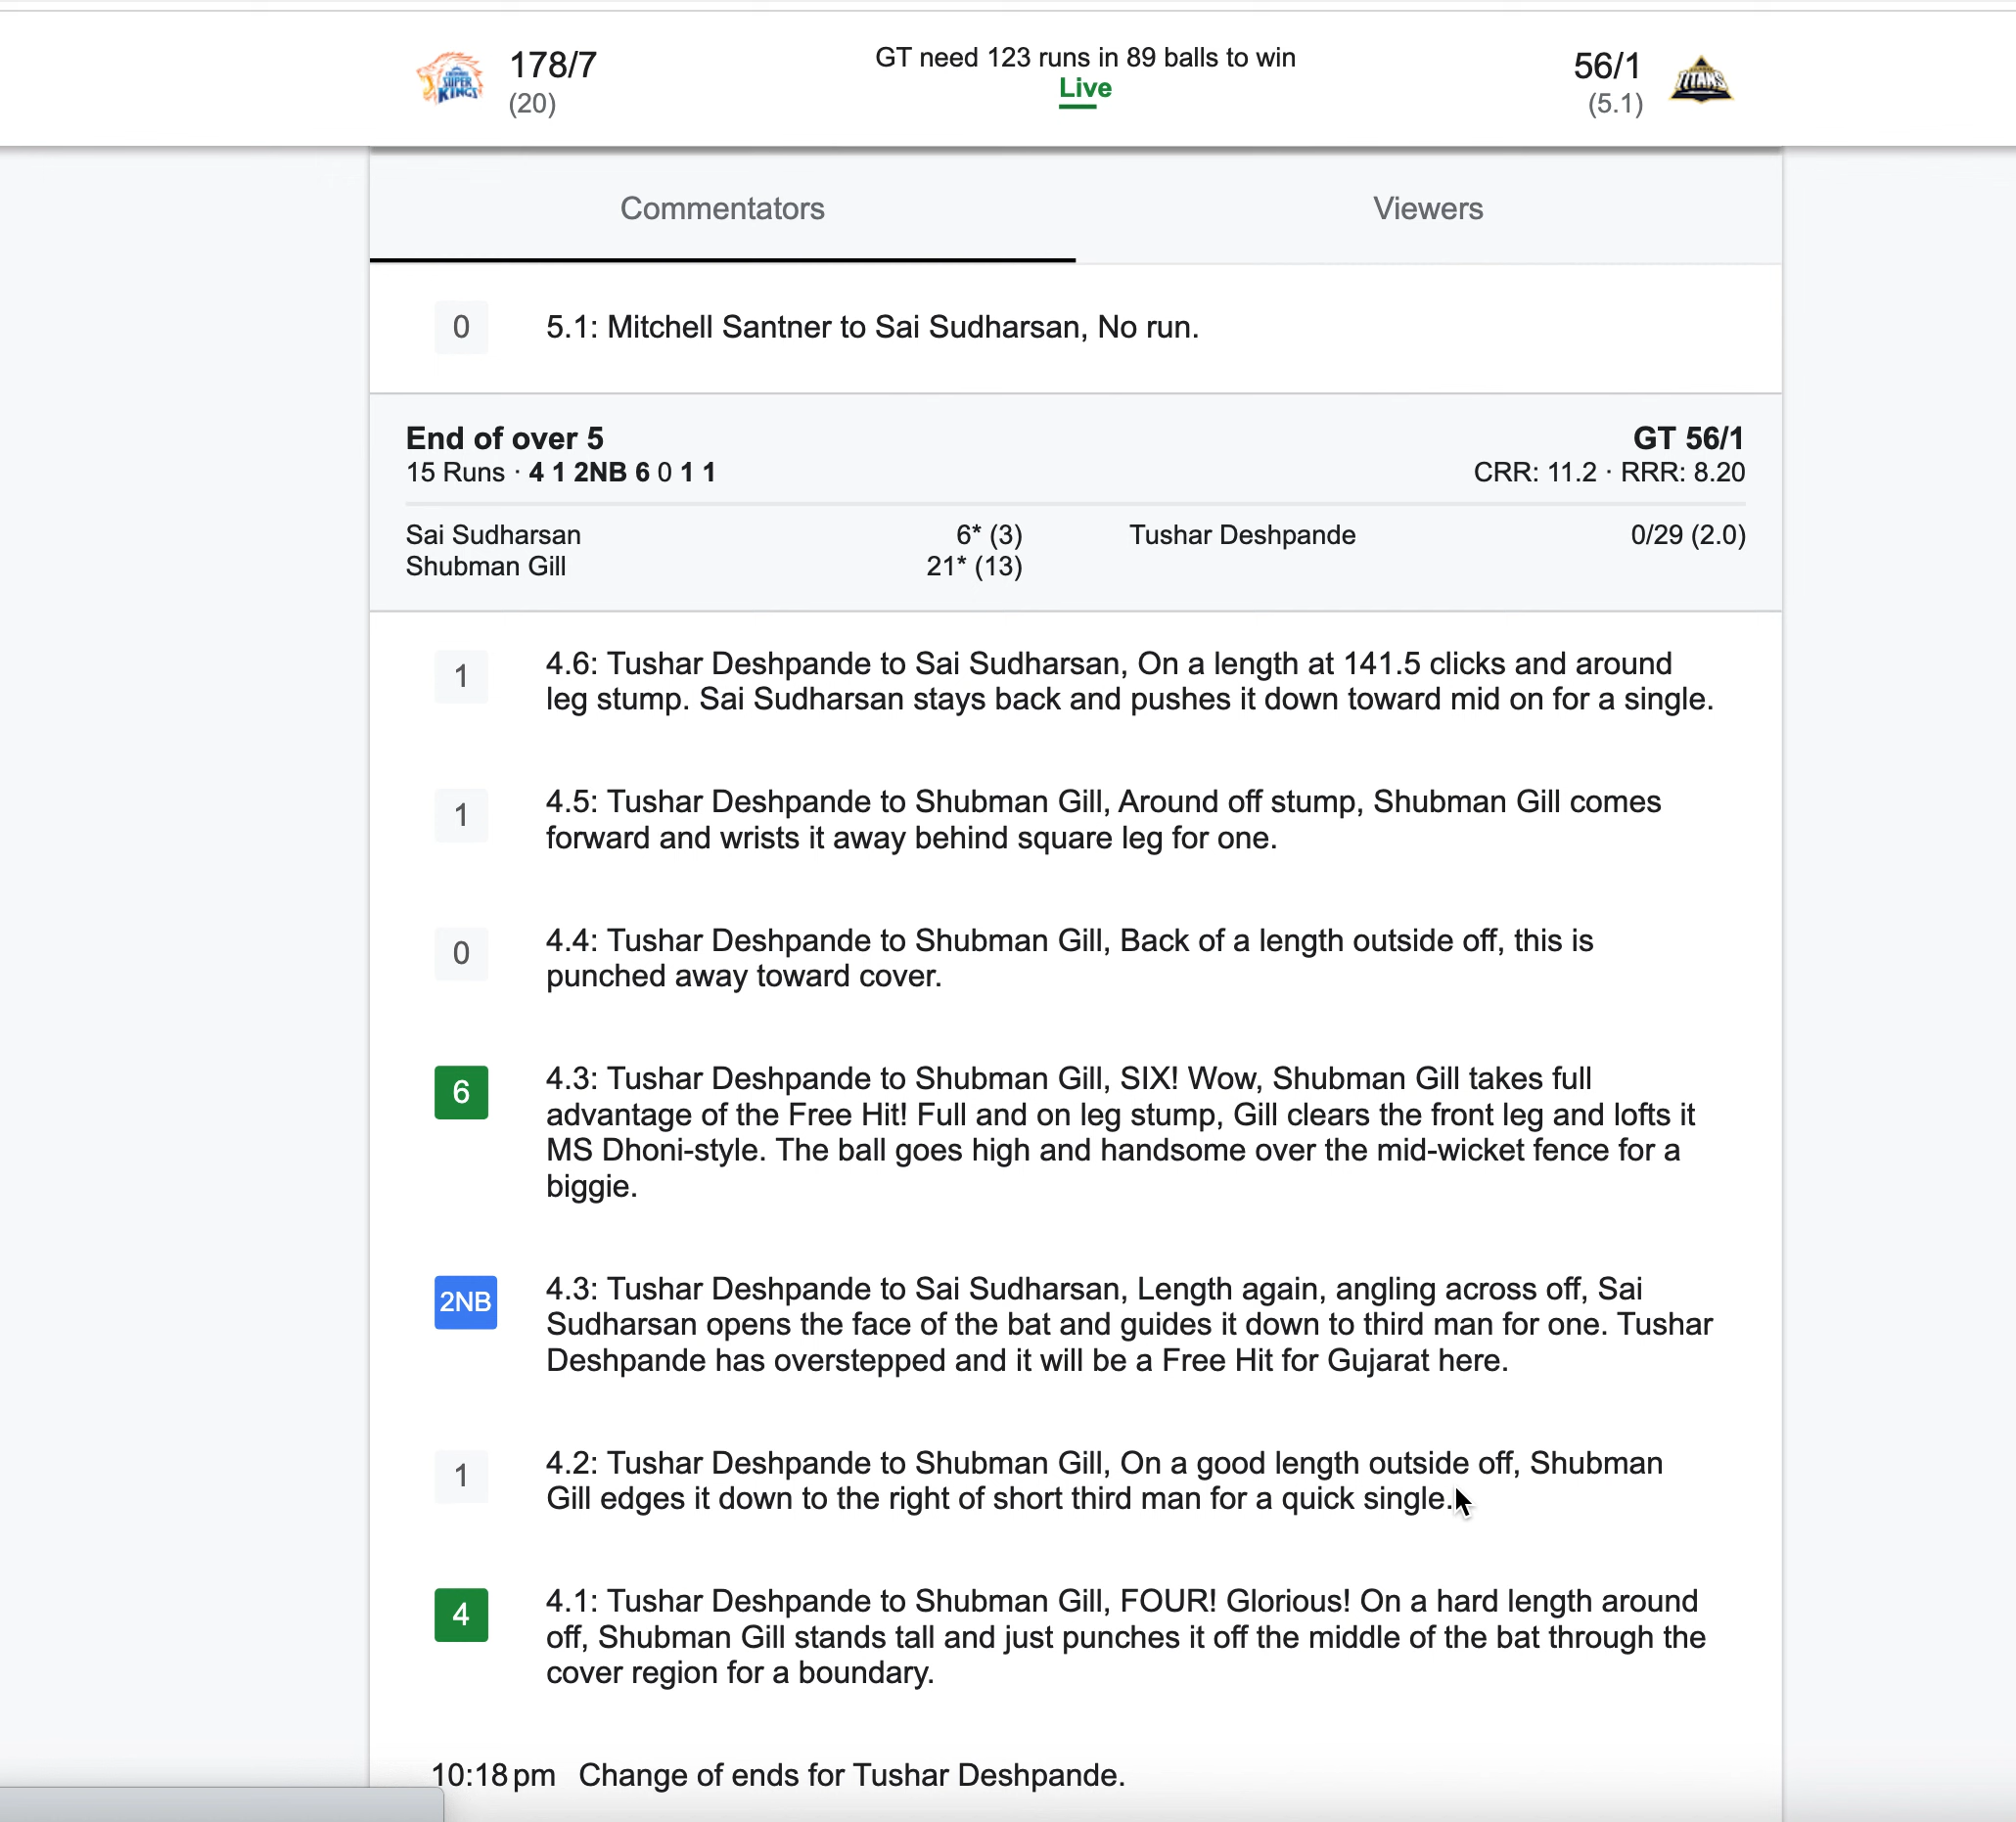 178/7
(20)
GT need 123 runs in 89 balls to win
Live
56/1
(5.1)
SUPER
KINGS
TITANS
Commentators
Viewers
0 5.1: Mitchell Santner to Sai Sudharsan, No run.
End of over 5
GT 56/1
15 Runs · 4 1 2NB 6 0 1 1
CRR: 11.2 · RRR: 8.20
Sai Sudharsan 6* (3)
Shubman Gill 21* (13)
Tushar Deshpande 0/29 (2.0)
1 4.6: Tushar Deshpande to Sai Sudharsan, On a length at 141.5 clicks and around
leg stump. Sai Sudharsan stays back and pushes it down toward mid on for a single.
1 4.5: Tushar Deshpande to Shubman Gill, Around off stump, Shubman Gill comes
forward and wrists it away behind square leg for one.
0 4.4: Tushar Deshpande to Shubman Gill, Back of a length outside off, this is
punched away toward cover.
6 4.3: Tushar Deshpande to Shubman Gill, SIX! Wow, Shubman Gill takes full
advantage of the Free Hit! Full and on leg stump, Gill clears the front leg and lofts it
MS Dhoni-style. The ball goes high and handsome over the mid-wicket fence for a
biggie.
2NB 4.3: Tushar Deshpande to Sai Sudharsan, Length again, angling across off, Sai
Sudharsan opens the face of the bat and guides it down to third man for one. Tushar
Deshpande has overstepped and it will be a Free Hit for Gujarat here.
1 4.2: Tushar Deshpande to Shubman Gill, On a good length outside off, Shubman
Gill edges it down to the right of short third man for a quick single.
4 4.1: Tushar Deshpande to Shubman Gill, FOUR! Glorious! On a hard length around
off, Shubman Gill stands tall and just punches it off the middle of the bat through the
cover region for a boundary.
10:18 pm Change of ends for Tushar Deshpande.